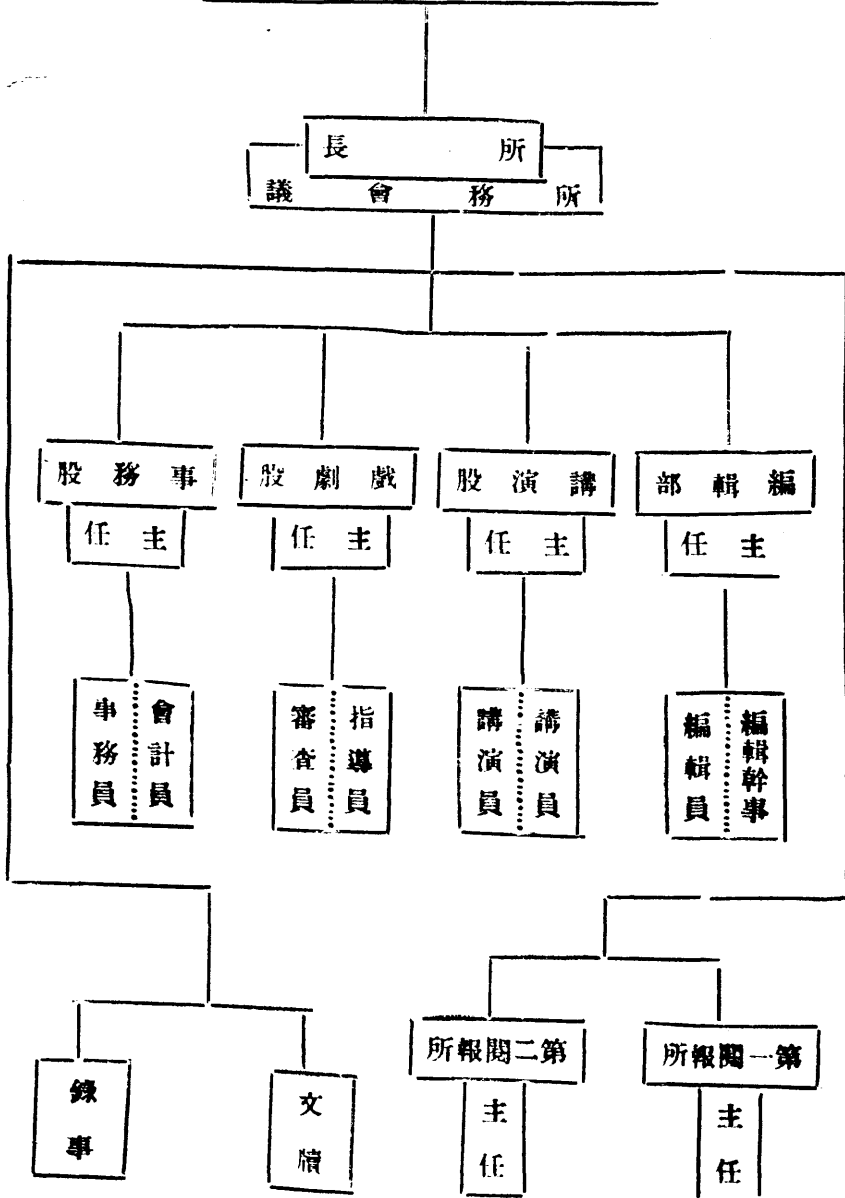 所長
所務會議
編輯部
主任
編輯幹事
編輯員
講演股
主任
講演員
講演員
戲劇股
主任
指導員
審查員
事務股
主任
會計員
事務員
第一閱報所
主任
第二閱報所
主任
文牘
錄事